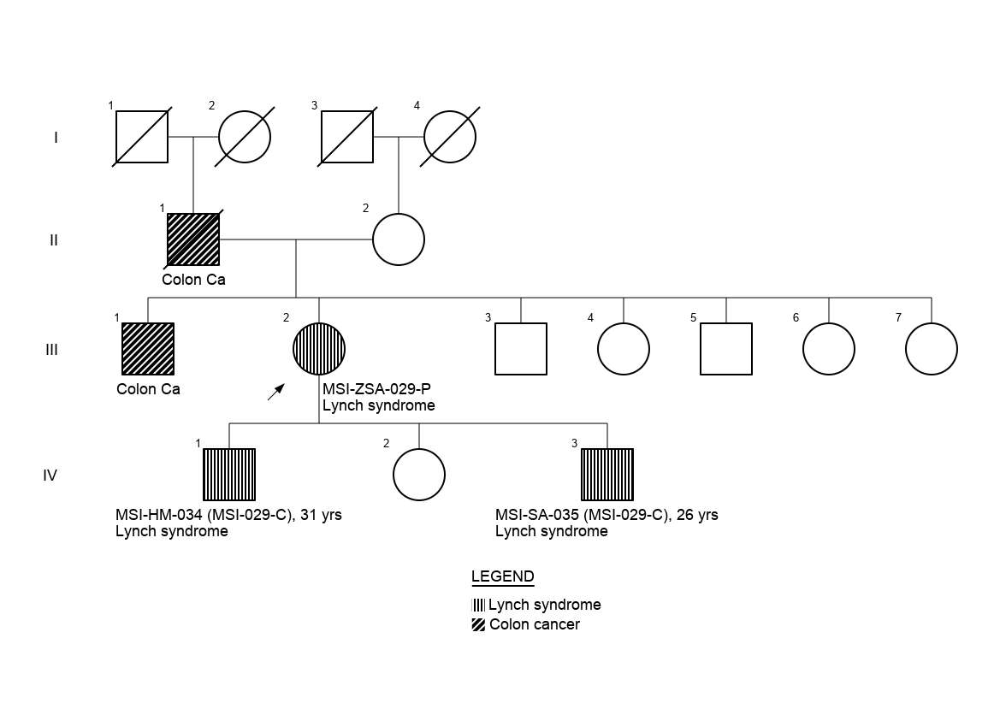 1 2 3 4
I
1 2
II
Colon Ca
1 2 3 4 5 6 7
III
Colon Ca
MSI-ZSA-029-P
Lynch syndrome
1 2 3
IV
MSI-HM-034 (MSI-029-C), 31 yrs
Lynch syndrome
MSI-SA-035 (MSI-029-C), 26 yrs
Lynch syndrome
LEGEND
Lynch syndrome
Colon cancer